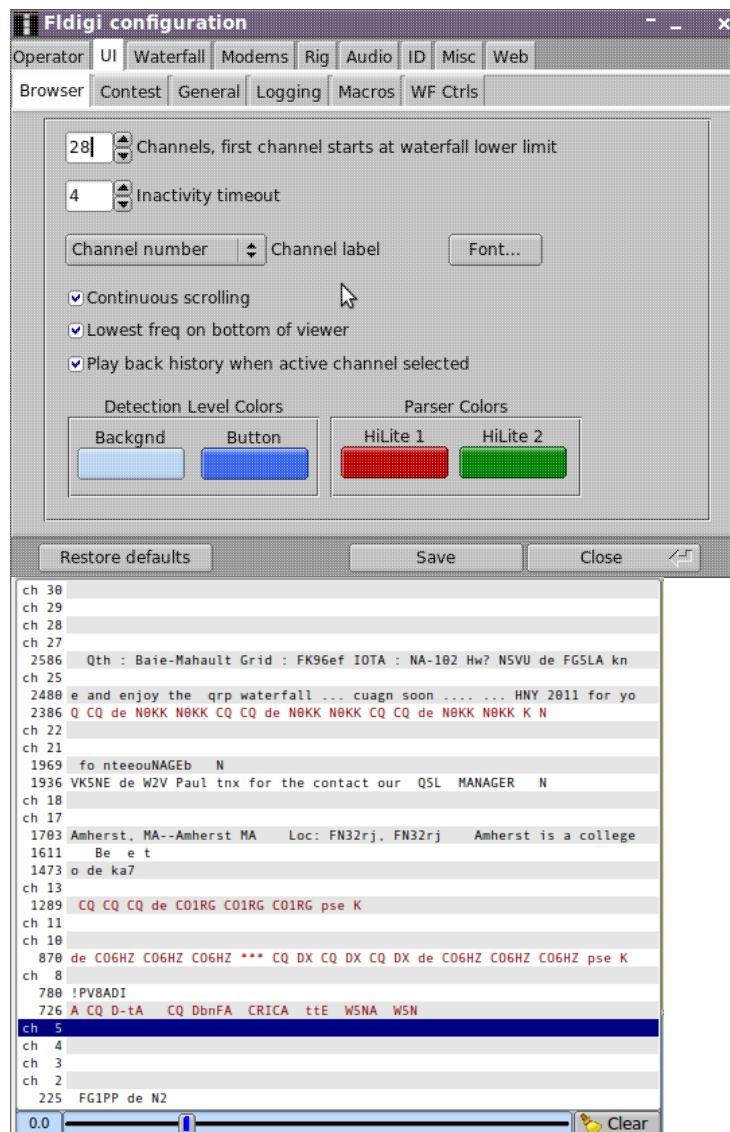 Fldigi configuration
Operator UI Waterfall Modems Rig Audio ID Misc Web
Browser Contest General Logging Macros WF Ctrls
28 Channels, first channel starts at waterfall lower limit
4 Inactivity timeout
Channel number Channel label Font...
Continuous scrolling
Lowest freq on bottom of viewer
Play back history when active channel selected
Detection Level Colors Parser Colors
Backgnd Button HiLite 1 HiLite 2
Restore defaults Save Close
ch 30
ch 29
ch 28
ch 27
2586 Qth : Baie-Mahault Grid : FK96ef IOTA : NA-102 Hw? N5VU de FG5LA kn
ch 25
2480 e and enjoy the qrp waterfall ... cuagn soon .... ... HNY 2011 for yo
2386 Q CQ de N0KK N0KK CQ CQ de N0KK N0KK CQ CQ de N0KK N0KK K N
ch 22
ch 21
1969 fo nteeouNAGEb N
1936 VK5NE de W2V Paul tnx for the contact our QSL MANAGER N
ch 18
ch 17
1703 Amherst, MA--Amherst MA Loc: FN32rj, FN32rj Amherst is a college
1611 Be e t
1473 o de ka7
ch 13
1289 CQ CQ CQ de CO1RG CO1RG CO1RG pse K
ch 11
ch 10
870 de CO6HZ CO6HZ CO6HZ *** CQ DX CQ DX CQ DX de CO6HZ CO6HZ CO6HZ pse K
ch 8
780 !PV8ADI
726 A CQ D-tA CQ DbnFA CRICA ttE W5NA W5N
ch 5
ch 4
ch 3
ch 2
225 FG1PP de N2
0.0 Clear